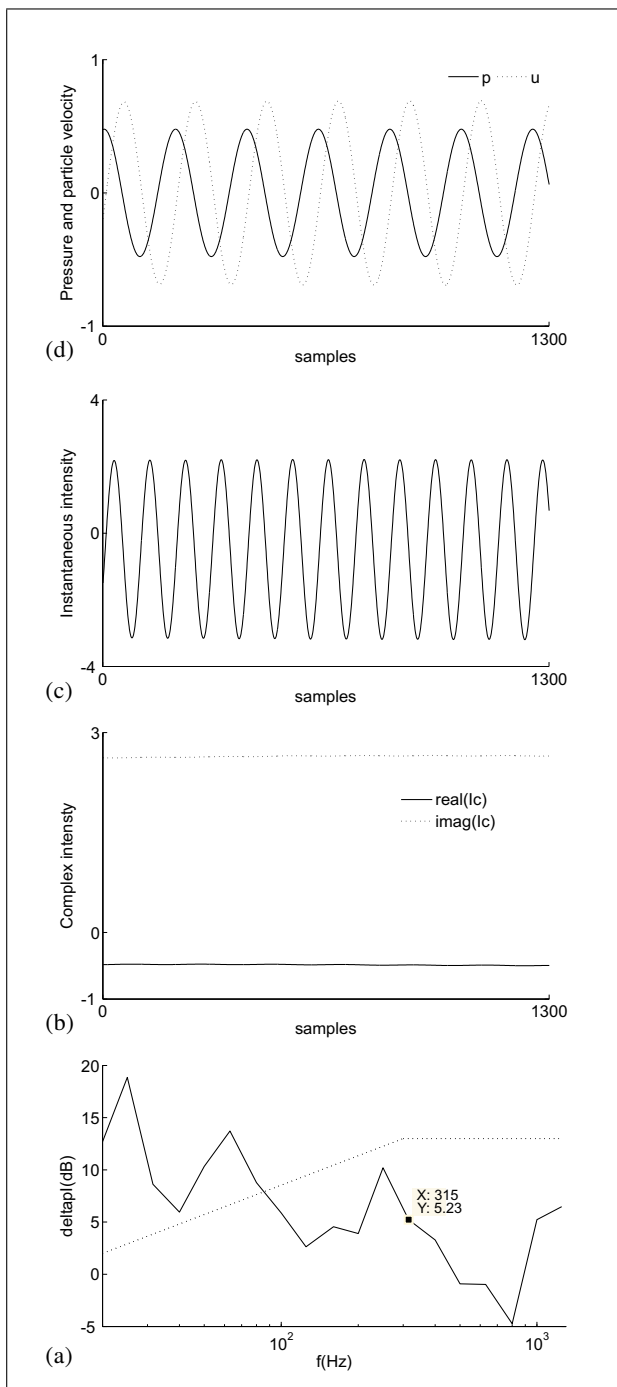 1
p
u
0
-1
Pressure and particle velocity
0
1300
samples
(d)
4
0
-4
Instantaneous intensity
0
1300
samples
(c)
3
0
-1
Complex intensty
real(Ic)
imag(Ic)
0
1300
samples
(b)
20
15
10
5
0
-5
deltapI(dB)
X: 315
Y: 5.23
10²
10³
f(Hz)
(a)